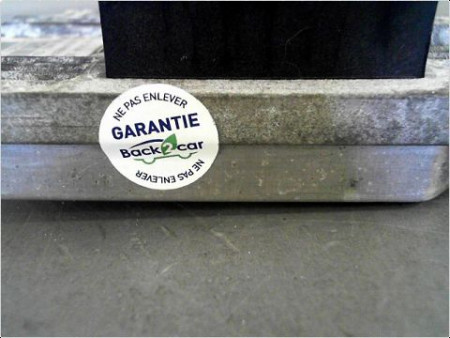 NE PAS ENLEVER
GARANTIE
Back2car
NE PAS ENLEVER